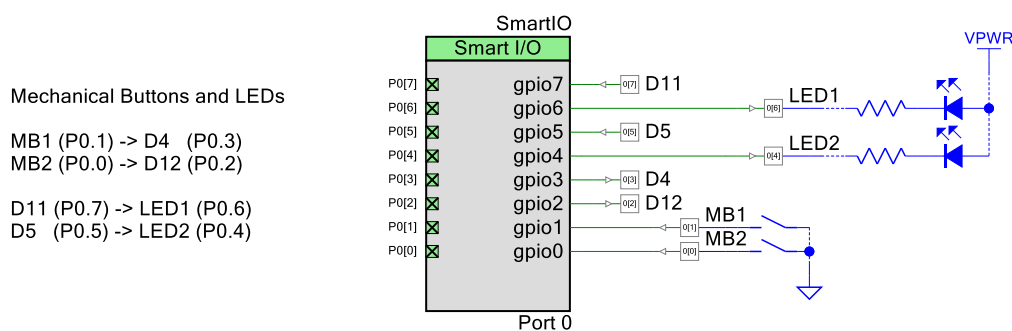 SmartIO
Smart I/O
VPWR
Mechanical Buttons and LEDs
MB1 (P0.1) -> D4 (P0.3)
MB2 (P0.0) -> D12 (P0.2)
D11 (P0.7) -> LED1 (P0.6)
D5 (P0.5) -> LED2 (P0.4)
P0[7] gpio7 0[7] D11
P0[6] gpio6 0[6] LED1
P0[5] gpio5 0[5] D5
P0[4] gpio4 0[4] LED2
P0[3] gpio3 0[3] D4
P0[2] gpio2 0[2] D12
P0[1] gpio1 0[1] MB1
P0[0] gpio0 0[0] MB2
Port 0